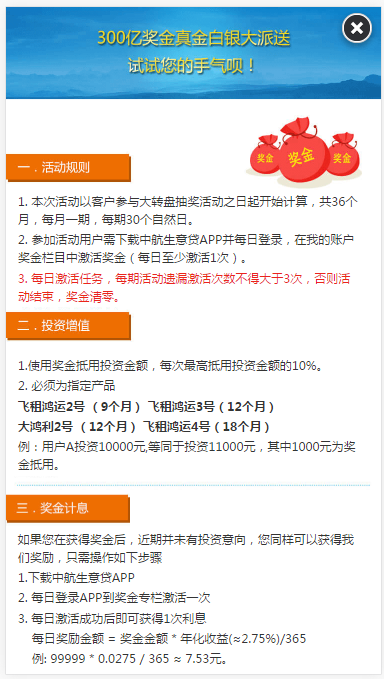 300亿奖金真金白银大派送
试试您的手气呗！
奖金
奖金
奖金
一．活动规则
1. 本次活动以客户参与大转盘抽奖活动之日起开始计算，共36个
月，每月一期，每期30个自然日。
2. 参加活动用户需下载中航生意贷APP并每日登录，在我的账户
奖金栏目中激活奖金（每日至少激活1次）。
3. 每日激活任务，每期活动遗漏激活次数不得大于3次，否则活
动结束，奖金清零。
二．投资增值
1.使用奖金抵用投资金额，每次最高抵用投资金额的10%。
2. 必须为指定产品
飞租鸿运2号 （9个月） 飞租鸿运3号（12个月）
大鸿利2号 （12个月） 飞租鸿运4号（18个月）
例：用户A投资10000元,等同于投资11000元，其中1000元为奖
金抵用。
三．奖金计息
如果您在获得奖金后，近期并未有投资意向，您同样可以获得我
们奖励，只需操作如下步骤
1.下载中航生意贷APP
2. 每日登录APP到奖金专栏激活一次
3. 每日激活成功后即可获得1次利息
每日奖励金额 = 奖金金额 * 年化收益(≈2.75%)/365
例: 99999 * 0.0275 / 365 ≈ 7.53元。